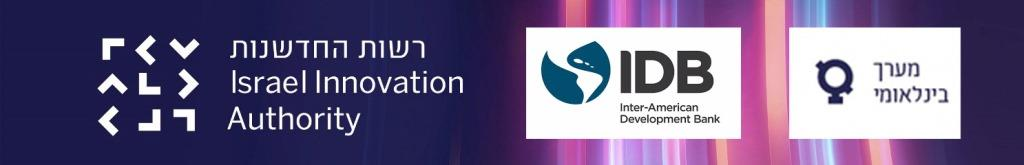 רשות החדשנות
Israel Innovation
Authority
IDB
Inter-American
Development Bank
מערך
בינלאומי